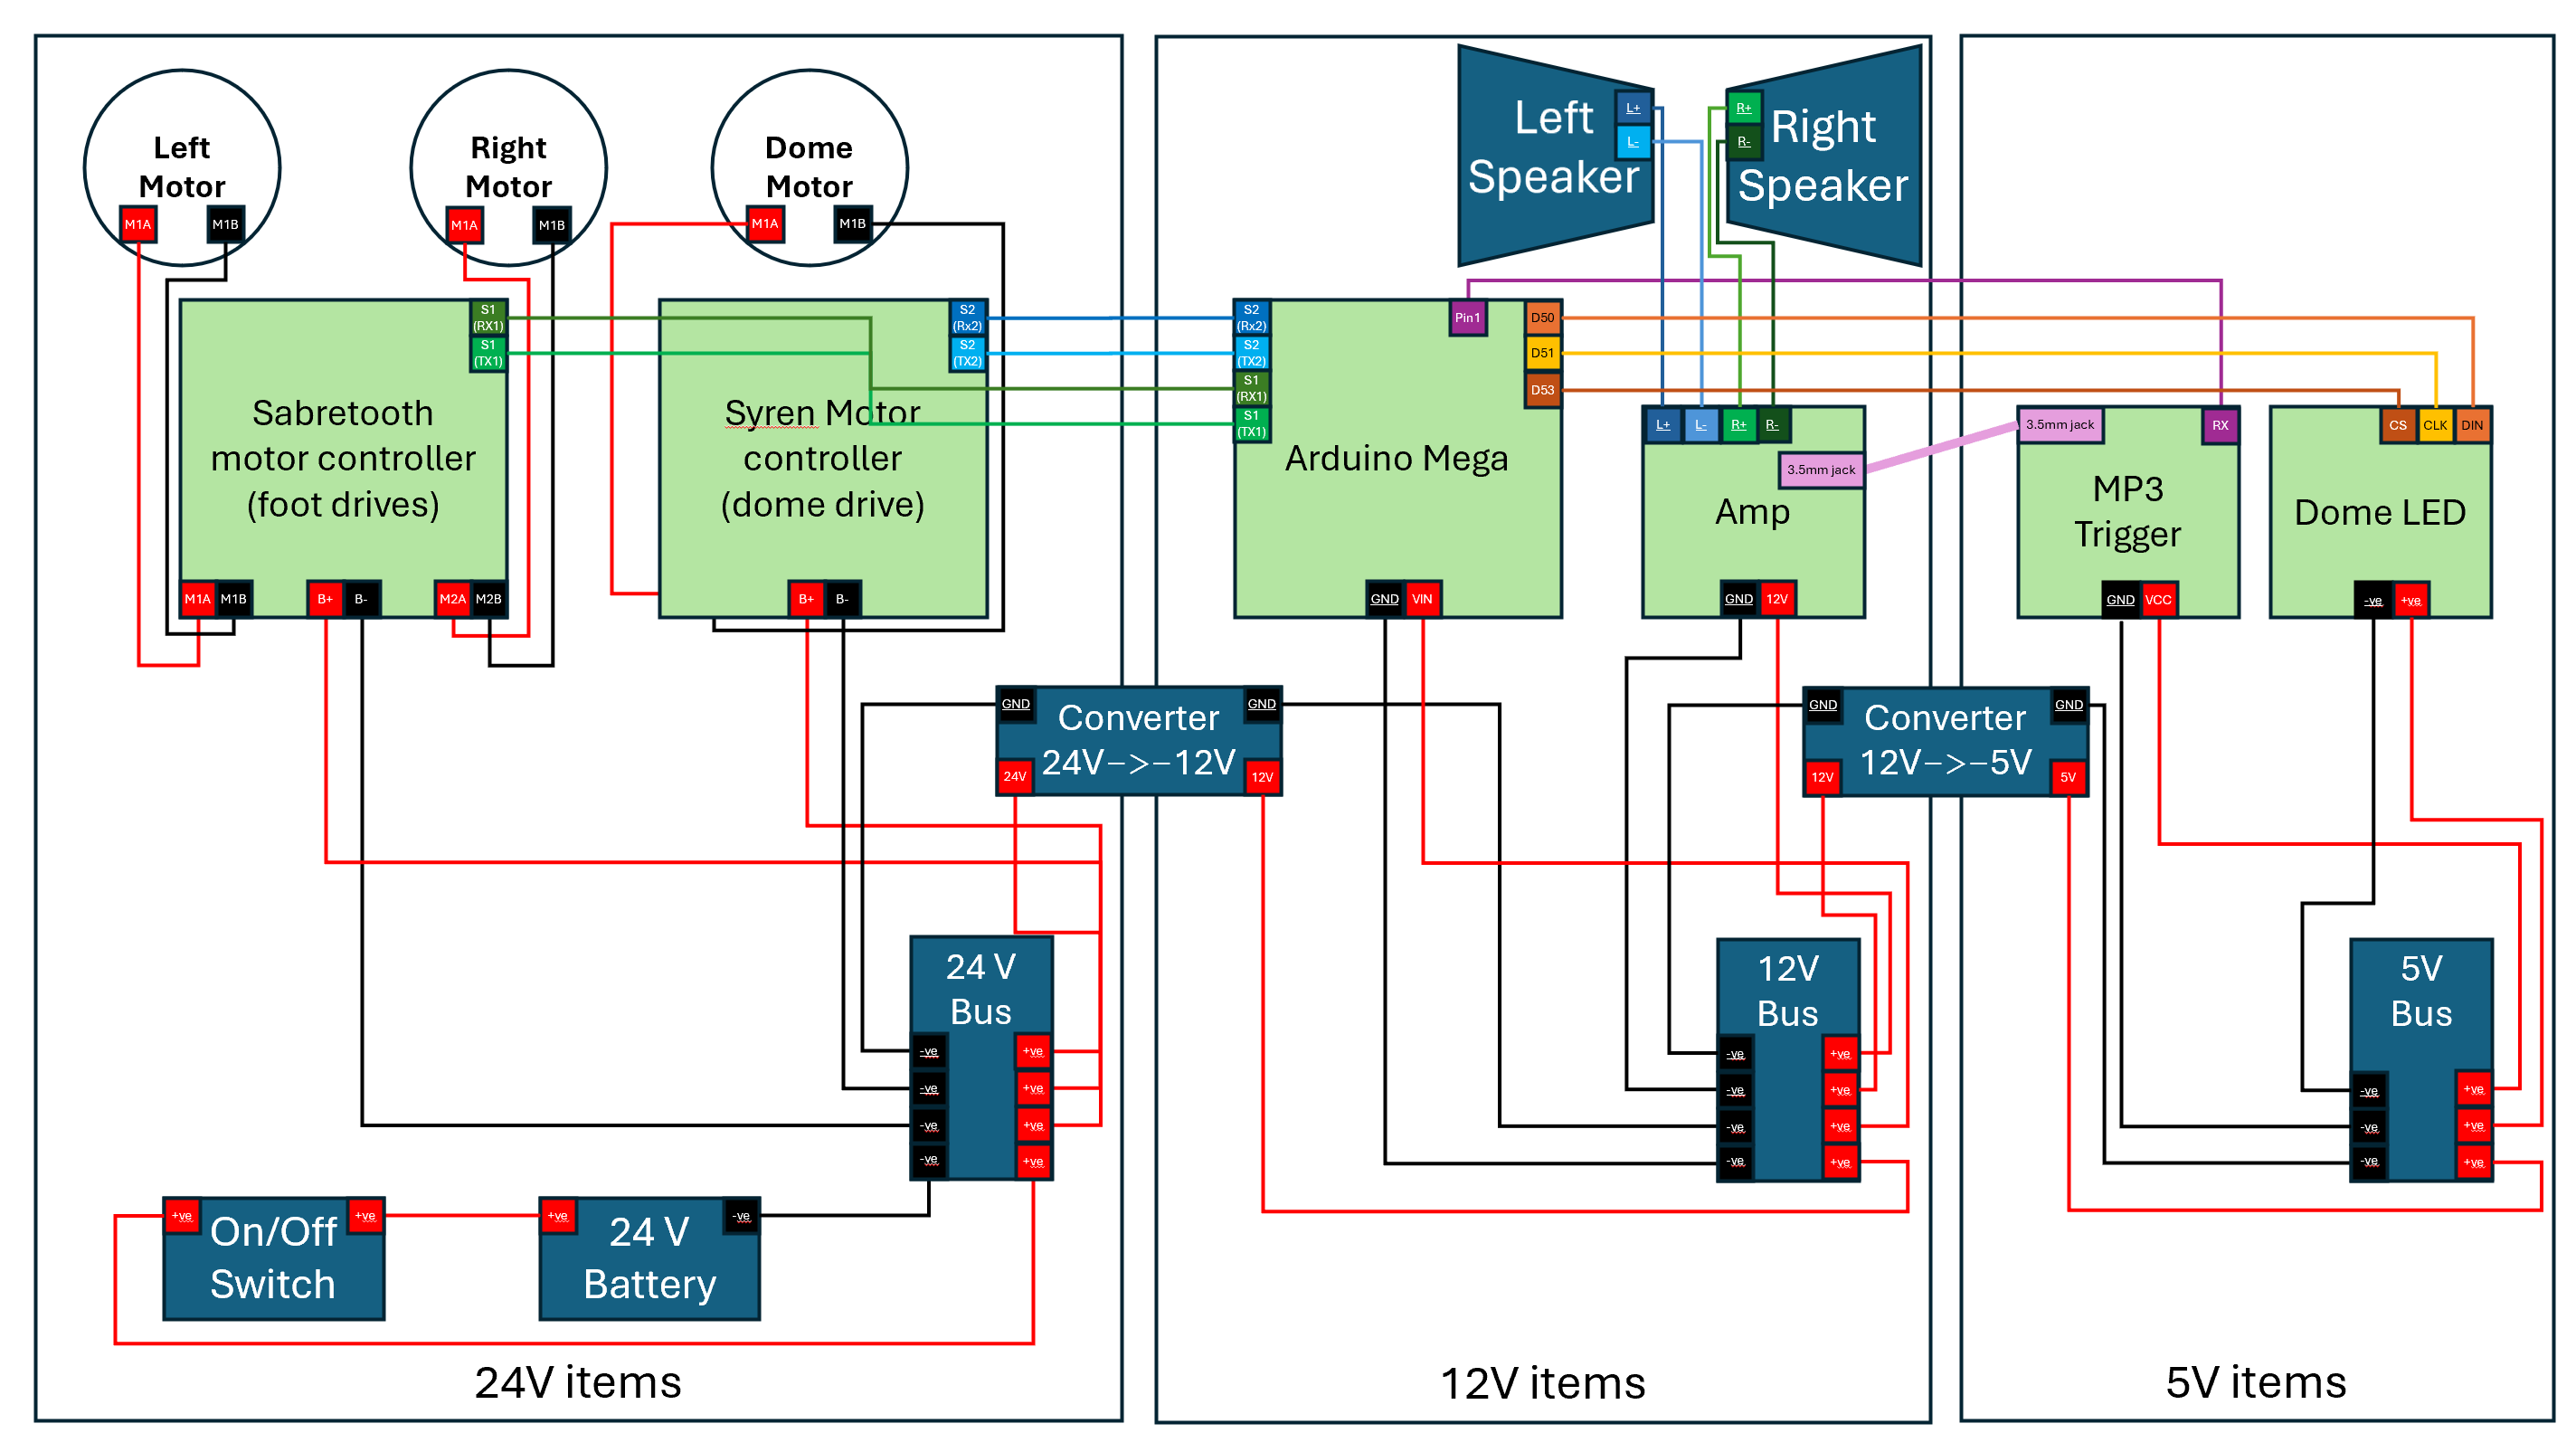 Left
Motor
M1A
M1B
Right
Motor
M1A
M1B
Dome
Motor
M1A
M1B
Sabretooth
motor controller
(foot drives)
S1
(RX1)
S1
(TX1)
M1A
M1B
B+
B-
M2A
M2B
Syren Motor
controller
(dome drive)
S2
(Rx2)
S2
(TX2)
B+
B-
24 V
Bus
-ve
+ve
-ve
+ve
-ve
+ve
-ve
+ve
+ve
+ve
On/Off
Switch
+ve
-ve
24 V
Battery
24V items
GND
GND
Converter
24V–>–12V
24V
12V
Left
Speaker
L+
L-
Right
Speaker
R+
R-
S2
(Rx2)
S2
(TX2)
S1
(RX1)
S1
(TX1)
Pin1
D50
D51
D53
Arduino Mega
GND
VIN
L+
L-
R+
R-
3.5mm jack
Amp
GND
12V
GND
GND
Converter
12V–>–5V
12V
5V
12V
Bus
-ve
+ve
-ve
+ve
-ve
+ve
-ve
+ve
12V items
3.5mm jack
RX
MP3
Trigger
GND
VCC
CS
CLK
DIN
Dome LED
-ve
+ve
5V
Bus
-ve
+ve
-ve
+ve
-ve
+ve
5V items